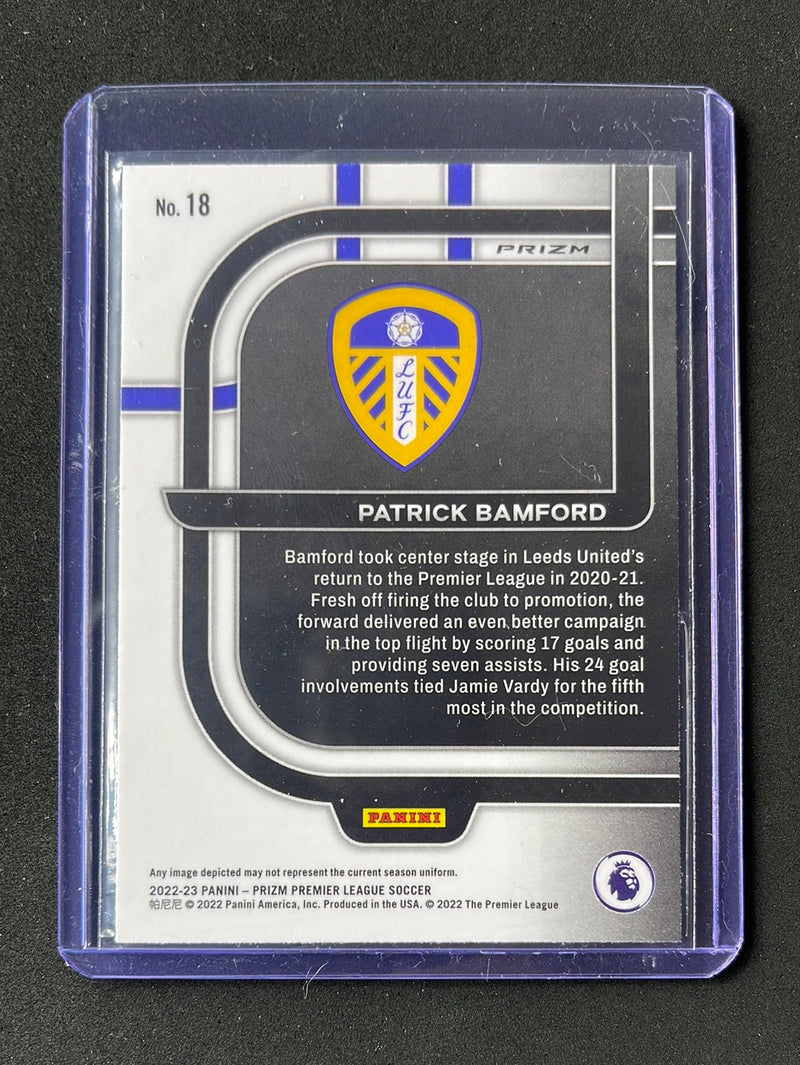 No. 18
PRIZM
LUFC
PATRICK BAMFORD
Bamford took center stage in Leeds United's
return to the Premier League in 2020-21.
Fresh off firing the club to promotion, the
forward delivered an even better campaign
in the top flight by scoring 17 goals and
providing seven assists. His 24 goal
involvements tied Jamie Vardy for the fifth
most in the competition.
PANINI
Any image depicted may not represent the current season uniform.
2022-23 PANINI – PRIZM PREMIER LEAGUE SOCCER
帕尼尼 © 2022 Panini America, Inc. Produced in the USA. © 2022 The Premier League